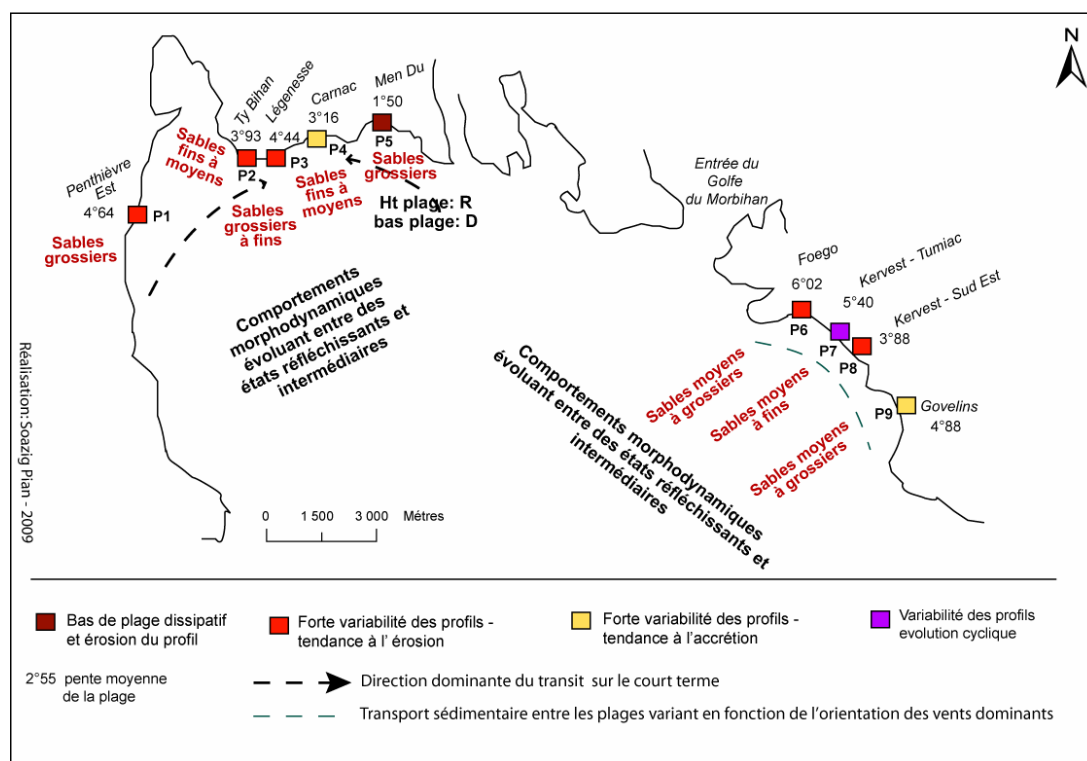 N
Ty Bihan
3°93
Légenesse
4°44
Carnac
3°16
Men Du
1°50
P2
P3
P4
P5
Sables
fins à
moyens
Sables
grossiers
à fins
Sables
fins à
moyens
Sables
grossiers
Ht plage: R
bas plage: D
Penthièvre
Est
4°64
P1
Sables
grossiers
Entrée du
Golfe
du Morbihan
Foego
6°02
Kervest - Tumiac
5°40
Kervest - Sud Est
3°88
P6
P7
P8
P9
Govelins
4°88
Comportements
morphodynamiques
évoluant entre des
états réfléchissants et
intermédiaires
Comportements morphodynamiques
évoluant entre des états réfléchissants et
intermédiaires
Sables moyens
à grossiers
Sables moyens
à fins
Sables moyens
à grossiers
Réalisation:Soazig Pian - 2009
0 1 500 3 000 Métres
Bas de plage dissipatif
et érosion du profil
Forte variabilité des profils -
tendance à l' érosion
Forte variabilité des profils -
tendance à l'accrétion
Variabilité des profils
evolution cyclique
2°55 pente moyenne
de la plage
Direction dominante du transit sur le court terme
Transport sédimentaire entre les plages variant en fonction de l'orientation des vents dominants